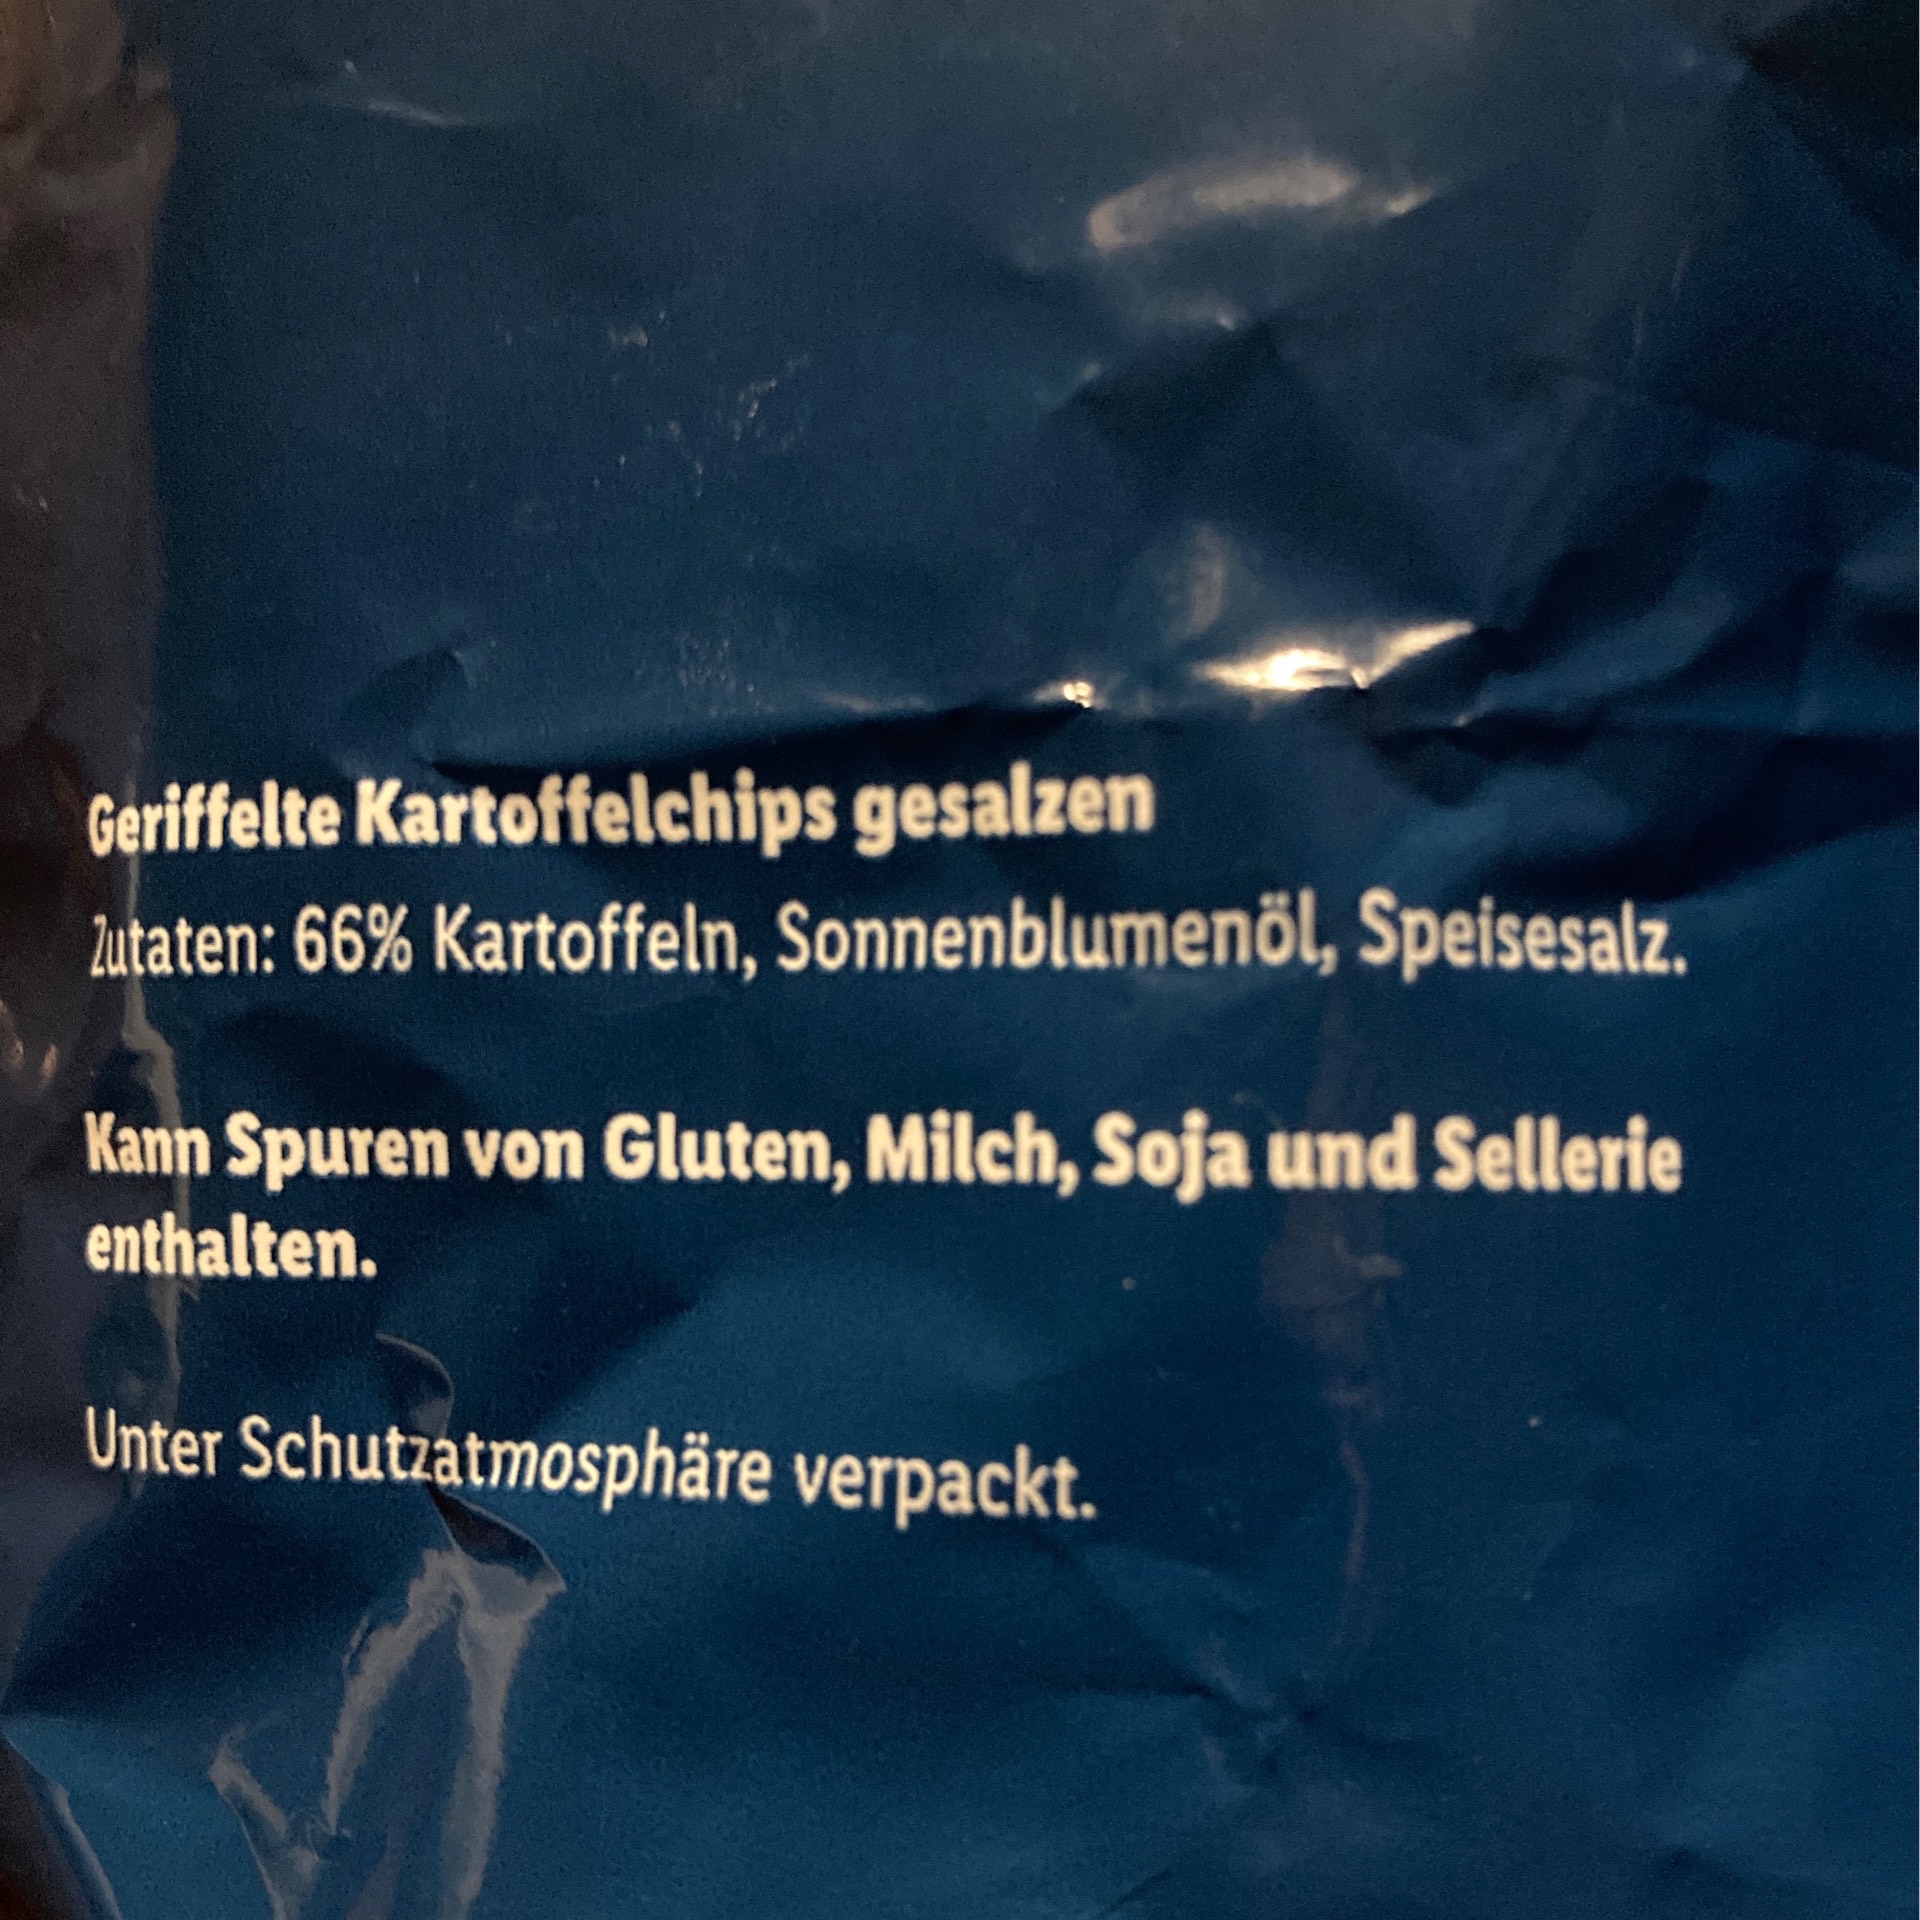 Geriffelte Kartoffelchips gesalzen
Zutaten: 66% Kartoffeln, Sonnenblumenöl, Speisesalz.
Kann Spuren von Gluten, Milch, Soja und Sellerie
enthalten.
Unter Schutzatmosphäre verpackt.